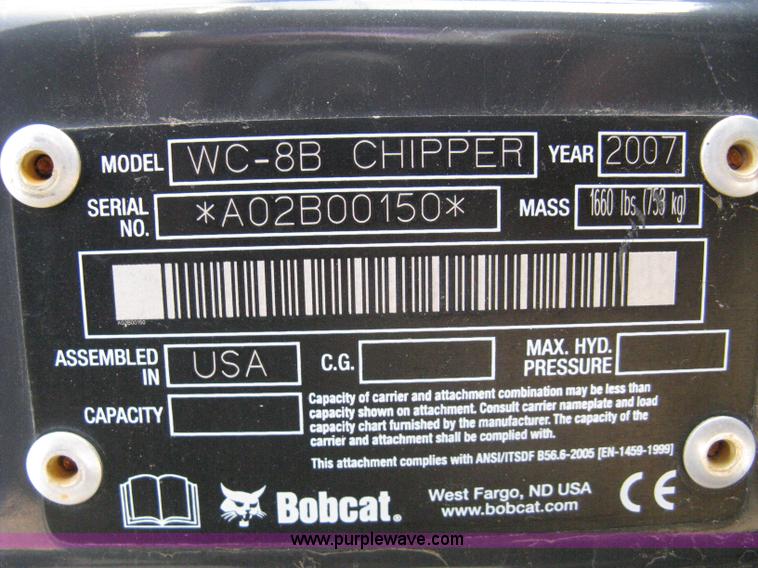 MODEL WC-8B CHIPPER YEAR 2007
SERIAL NO. *A02B00150* MASS 1660 lbs (753 kg)
A02B00150
ASSEMBLED IN USA C.G. MAX. HYD. PRESSURE
CAPACITY
Capacity of carrier and attachment combination may be less than
capacity shown on attachment. Consult carrier nameplate and load
capacity chart furnished by the manufacturer. The capacity of the
carrier and attachment shall be complied with.
This attachment complies with ANSI/ITSDF B56.6-2005 [EN-1459-1999]
Bobcat. West Fargo, ND USA CE
www.bobcat.com
www.purplewave.com